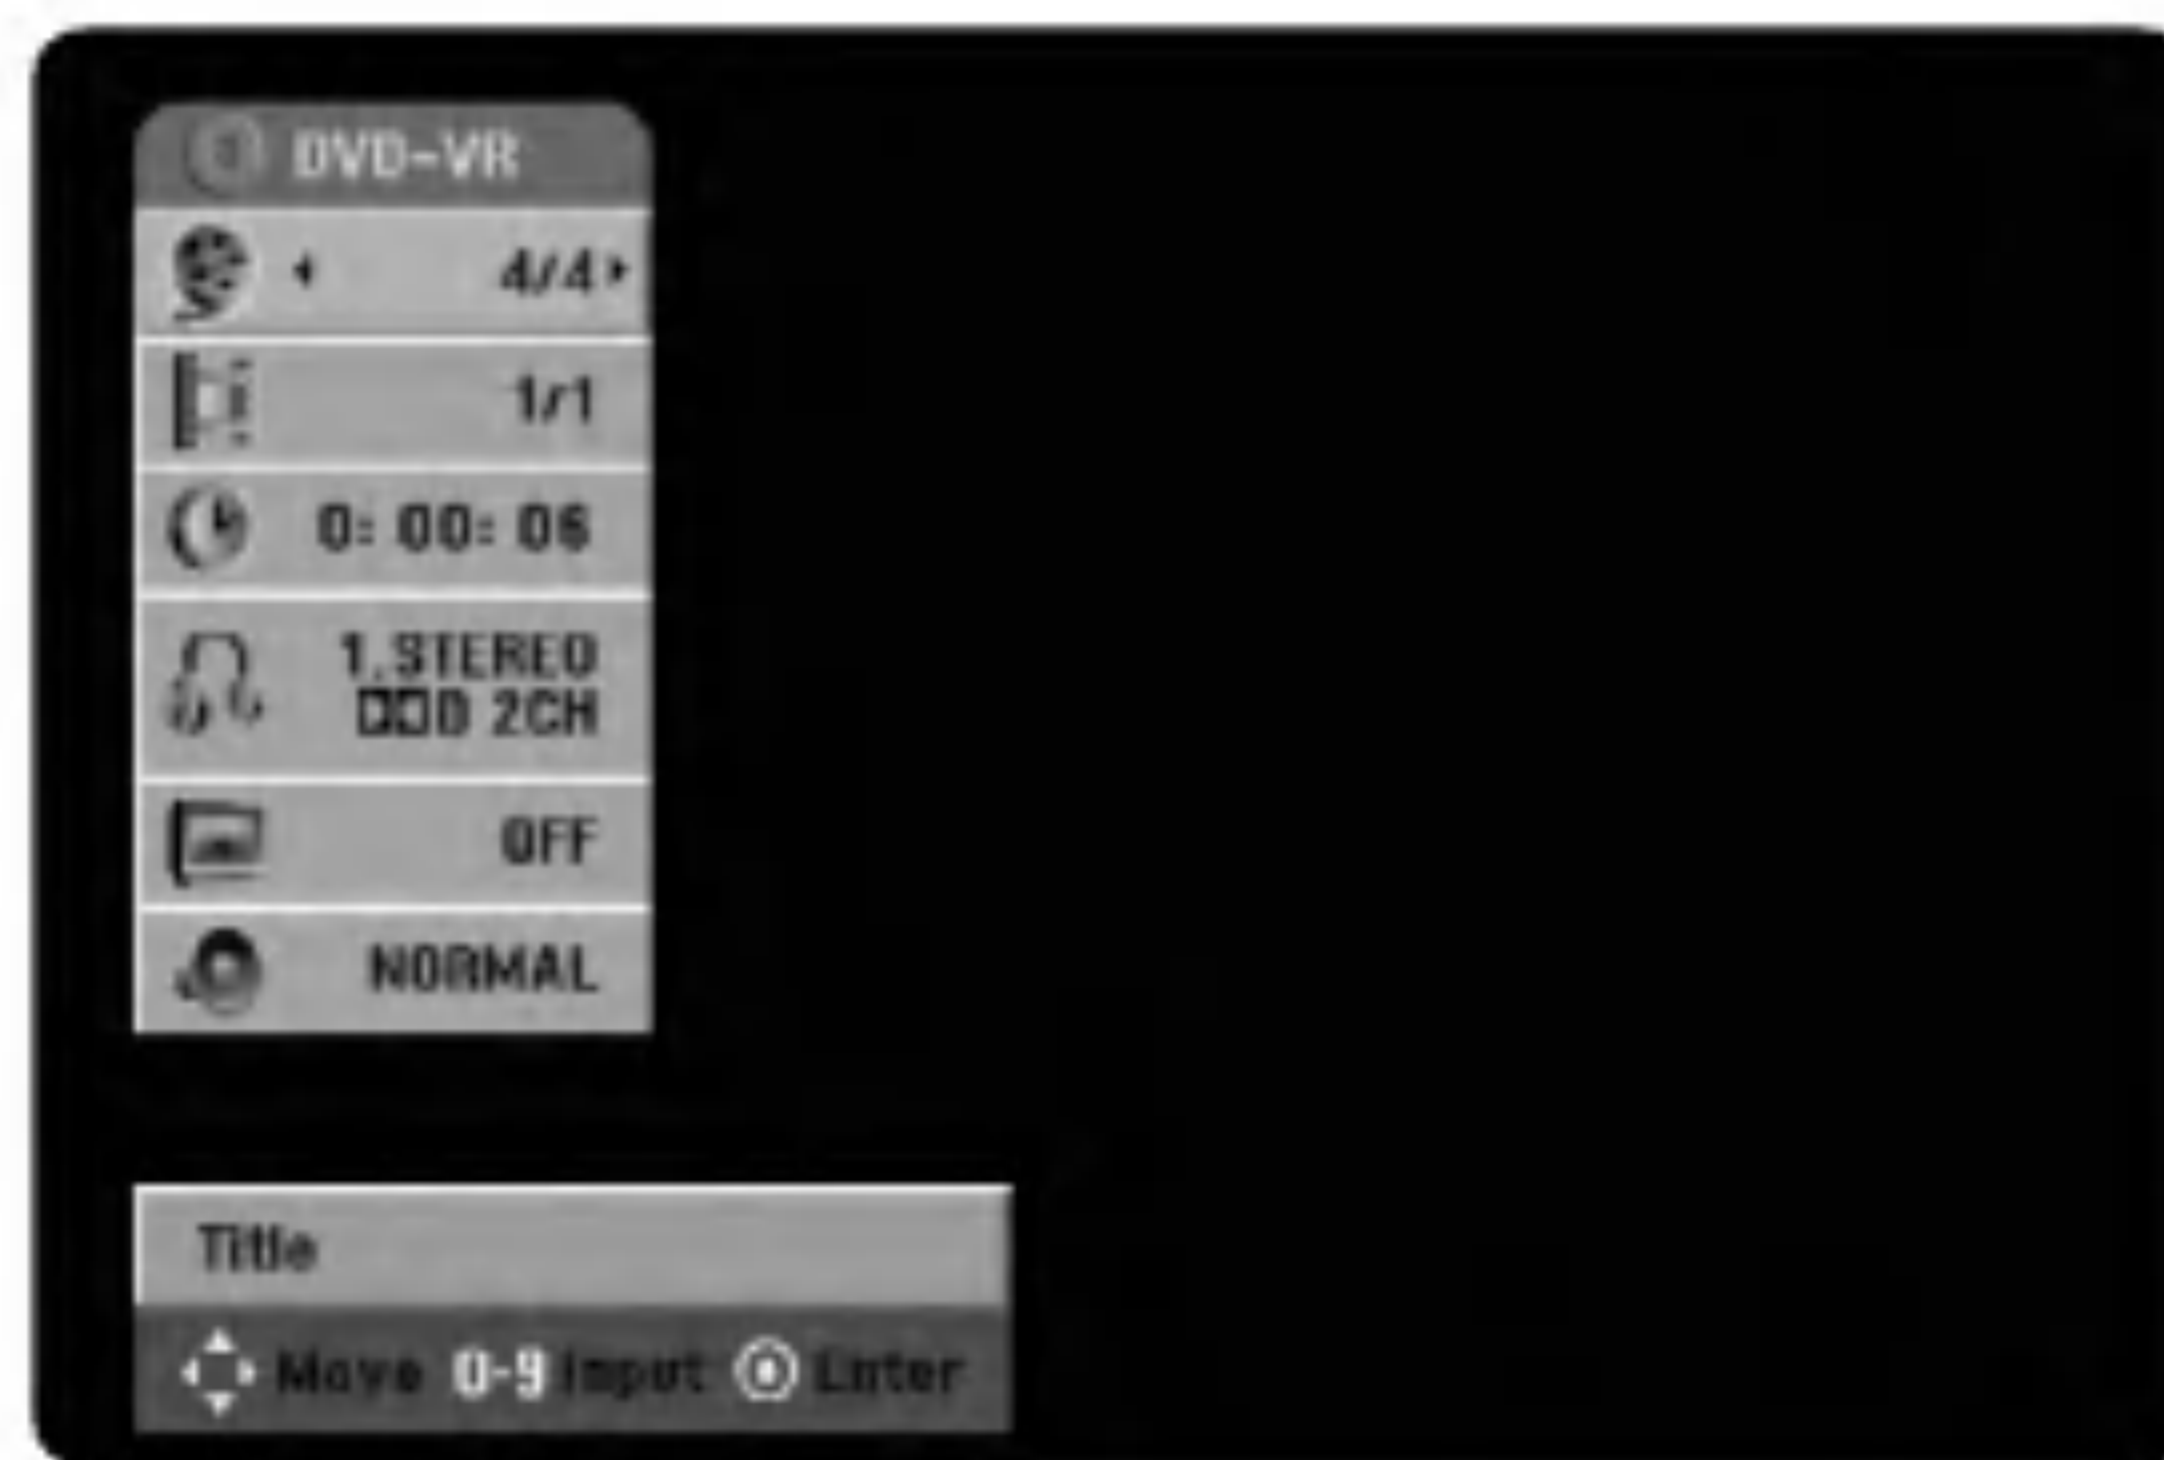 DVD-VR
4/4
1/1
0: 00: 06
1.STEREO
D 2CH
OFF
NORMAL
Title
Move 0-9 Input Enter